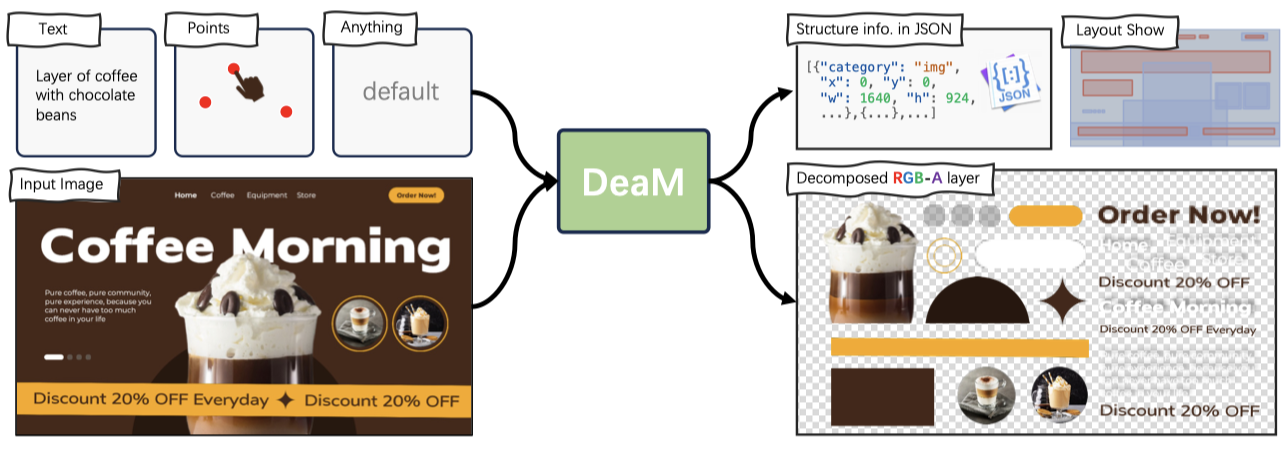 Text
Layer of coffee
with chocolate
beans
Points
Anything
default
Input Image
Home Coffee Equipment Store
Order Now!
Coffee Morning
Pure coffee, pure community,
pure experience, because you
can never have too much
coffee in your life
Discount 20% OFF Everyday Discount 20% OFF
DeaM
Structure info. in JSON
[{"category": "img",
"x": 0, "y": 0,
"w": 1640, "h": 924,
...},{...},...]
{[:]}
JSON
Layout Show
Decomposed RGB-A layer
Order Now!
Home Equipment
Coffee Store
Discount 20% OFF
Coffee Morning
Discount 20% OFF Everyday
Discount 20% OFF